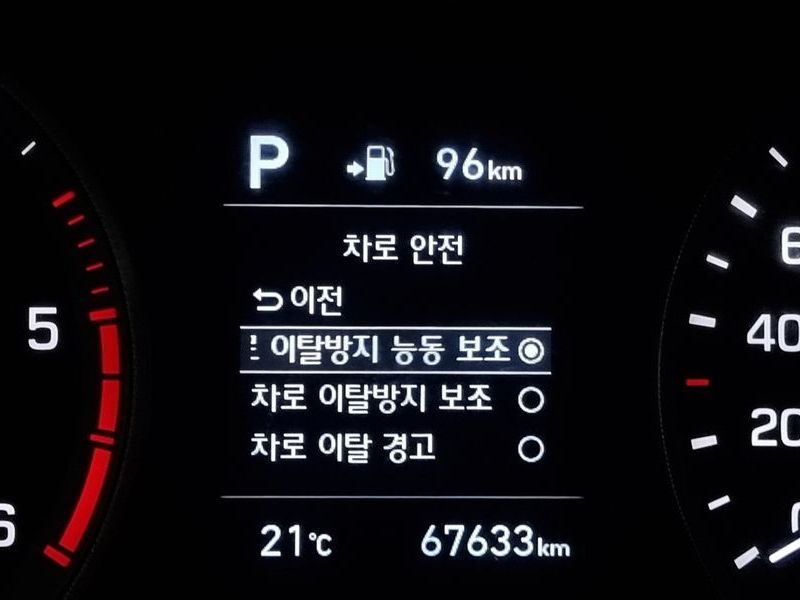 P 96km
차로 안전
이전
이탈방지 능동 보조
차로 이탈방지 보조
차로 이탈 경고
21℃ 67633km
5
40
20